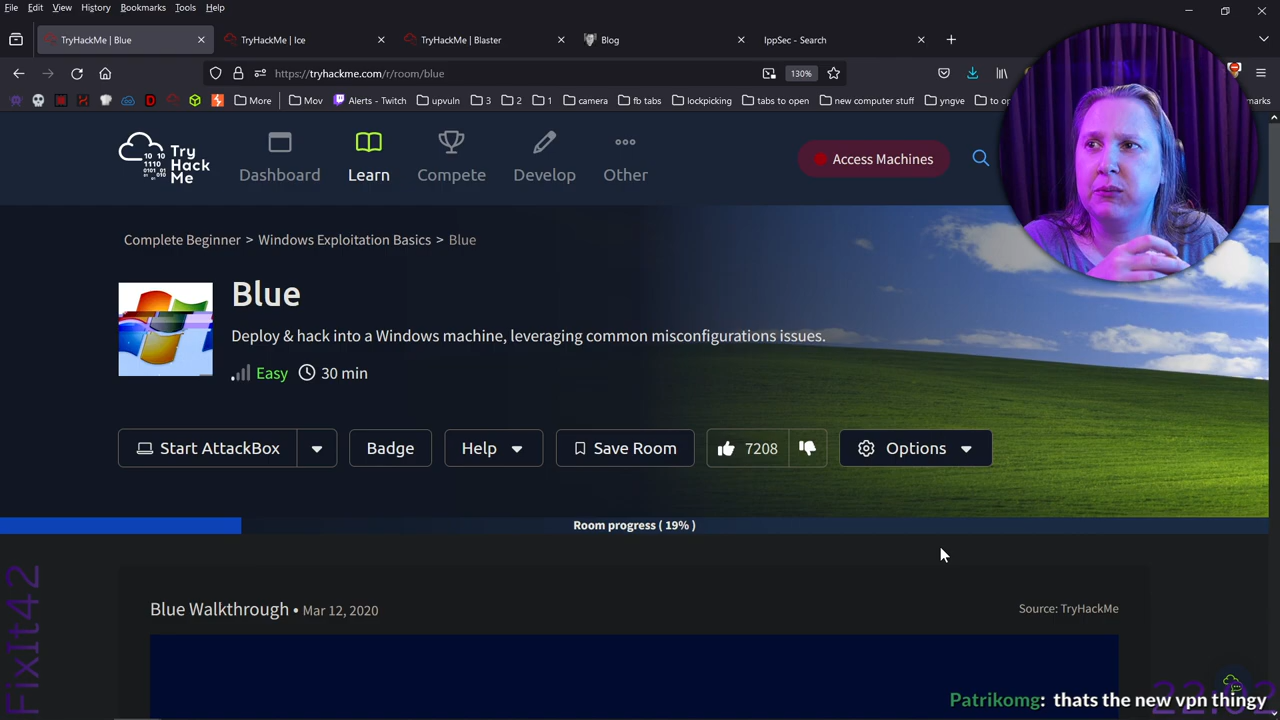 File Edit View History Bookmarks Tools Help
TryHackMe | Blue
TryHackMe | Ice
TryHackMe | Blaster
Blog
IppSec - Search
https://tryhackme.com/r/room/blue
130%
More
Mov
Alerts - Twitch
upvuln
3
2
1
camera
fb tabs
lockpicking
tabs to open
new computer stuff
yngve
to op
marks
Try
Hack
Me
Dashboard
Learn
Compete
Develop
Other
Access Machines
Complete Beginner > Windows Exploitation Basics > Blue
Blue
Deploy & hack into a Windows machine, leveraging common misconfigurations issues.
Easy
30 min
Start AttackBox
Badge
Help
Save Room
7208
Options
Room progress ( 19% )
Blue Walkthrough • Mar 12, 2020
Source: TryHackMe
FixIt42
Patrikomg: thats the new vpn thingy